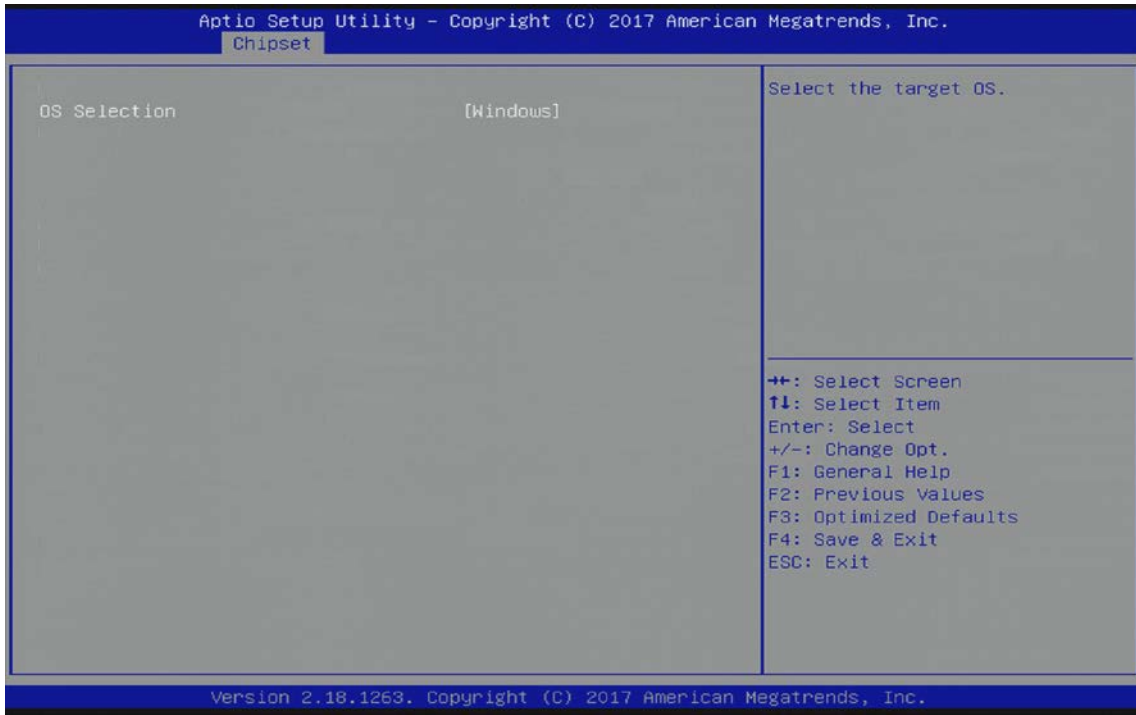 Aptio Setup Utility – Copyright (C) 2017 American Megatrends, Inc.
Chipset
OS Selection [Windows]
Select the target OS.
→←: Select Screen
↑↓: Select Item
Enter: Select
+/-: Change Opt.
F1: General Help
F2: Previous Values
F3: Optimized Defaults
F4: Save & Exit
ESC: Exit
Version 2.18.1263. Copyright (C) 2017 American Megatrends, Inc.